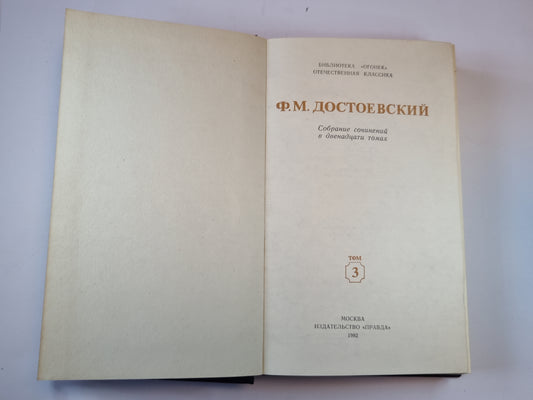 БИБЛИОТЕКА «ОГОНЕК»
ОТЕЧЕСТВЕННАЯ КЛАССИКА
Ф.М.ДОСТОЕВСКИЙ
Собрание сочинений
в двенадцати томах
ТОМ
3
МОСКВА
ИЗДАТЕЛЬСТВО «ПРАВДА»
1982